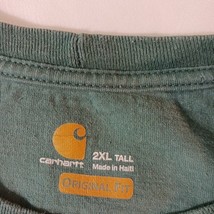 carhartt
2XL TALL
Made in Haiti
ORIGINAL FIT